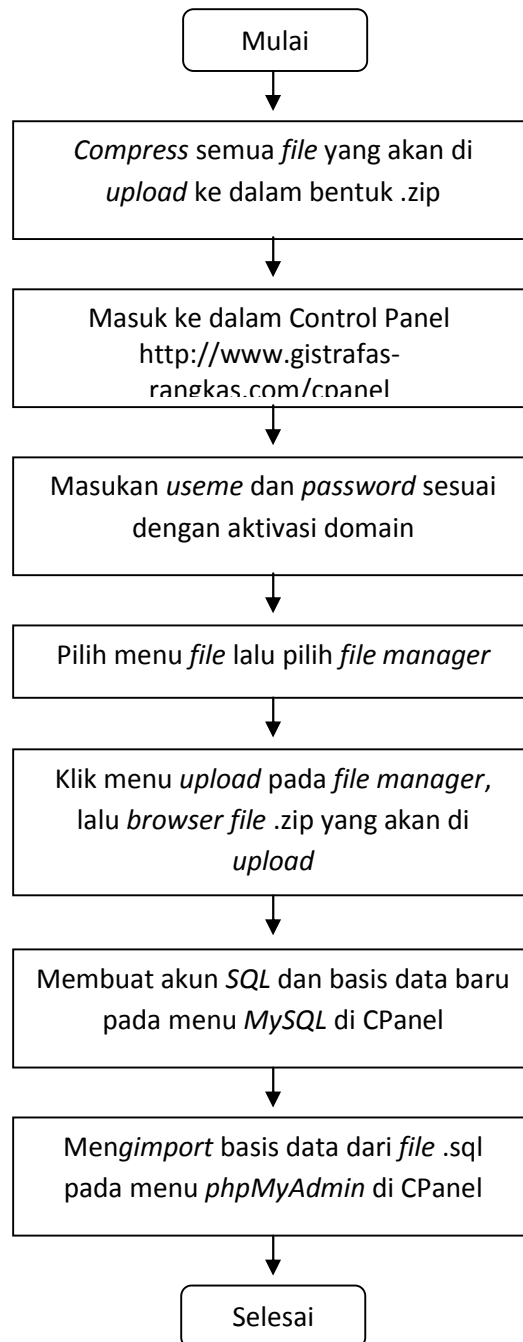 Mulai
Compress semua file yang akan di
upload ke dalam bentuk .zip
Masuk ke dalam Control Panel
http://www.gistrafas-
rangkas.com/cpanel
Masukan useme dan password sesuai
dengan aktivasi domain
Pilih menu file lalu pilih file manager
Klik menu upload pada file manager,
lalu browser file .zip yang akan di
upload
Membuat akun SQL dan basis data baru
pada menu MySQL di CPanel
Mengimport basis data dari file .sql
pada menu phpMyAdmin di CPanel
Selesai